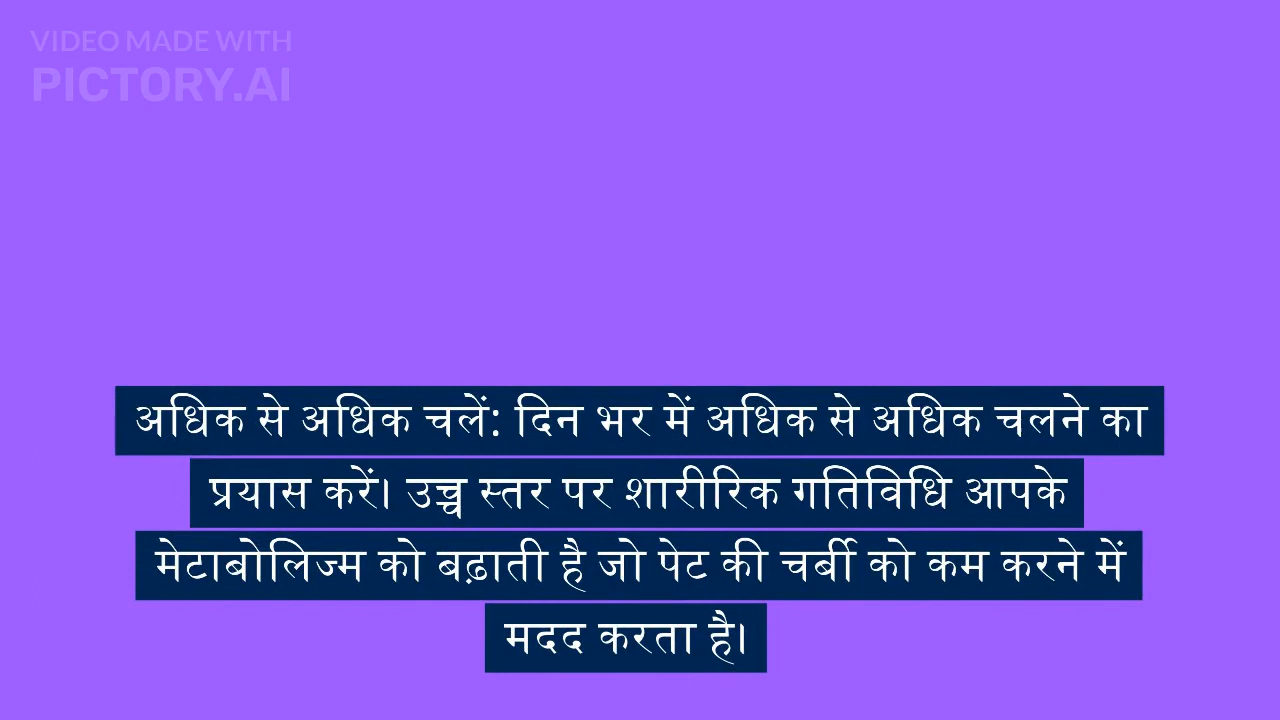 VIDEO MADE WITH
PICTORY.AI
अधिक से अधिक चलें: दिन भर में अधिक से अधिक चलने का
प्रयास करें। उच्च स्तर पर शारीरिक गतिविधि आपके
मेटाबोलिज्म को बढ़ाती है जो पेट की चर्बी को कम करने में
मदद करता है।